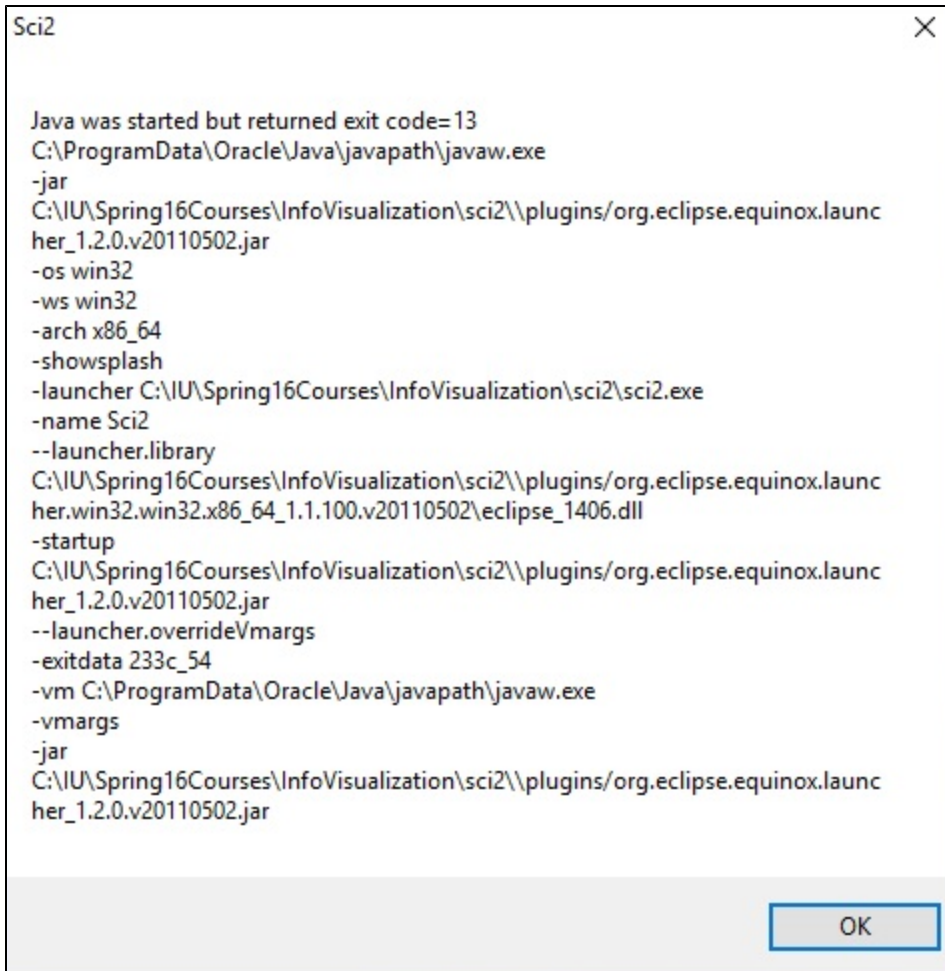 Sci2
Java was started but returned exit code=13
C:\ProgramData\Oracle\Java\javapath\javaw.exe
-jar
C:\IU\Spring16Courses\InfoVisualization\sci2\\plugins/org.eclipse.equinox.launc
her_1.2.0.v20110502.jar
-os win32
-ws win32
-arch x86_64
-showsplash
-launcher C:\IU\Spring16Courses\InfoVisualization\sci2\sci2.exe
-name Sci2
--launcher.library
C:\IU\Spring16Courses\InfoVisualization\sci2\\plugins/org.eclipse.equinox.launc
her.win32.win32.x86_64_1.1.100.v20110502\eclipse_1406.dll
-startup
C:\IU\Spring16Courses\InfoVisualization\sci2\\plugins/org.eclipse.equinox.launc
her_1.2.0.v20110502.jar
--launcher.overrideVmargs
-exitdata 233c_54
-vm C:\ProgramData\Oracle\Java\javapath\javaw.exe
-vmargs
-jar
C:\IU\Spring16Courses\InfoVisualization\sci2\\plugins/org.eclipse.equinox.launc
her_1.2.0.v20110502.jar
OK